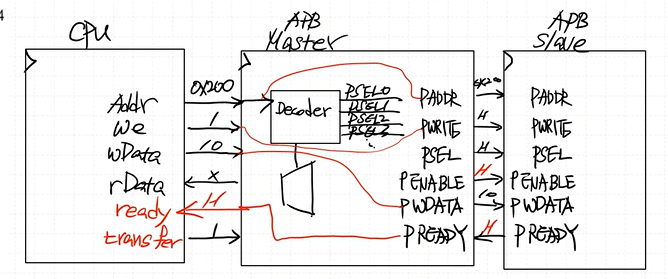 4
CPU
APB
Master
APB
Slave
Addr
0x200
we
1
wData
10
rData
x
ready
H
transfer
1
Decoder
PSEL0
PSEL1
PSEL2
PSEL3
PADDR
PWRITE
PSEL
PENABLE
PWDATA
PREADY
0x200
H
H
H
10
H
PADDR
PWRITE
PSEL
PENABLE
PWDATA
PREADY